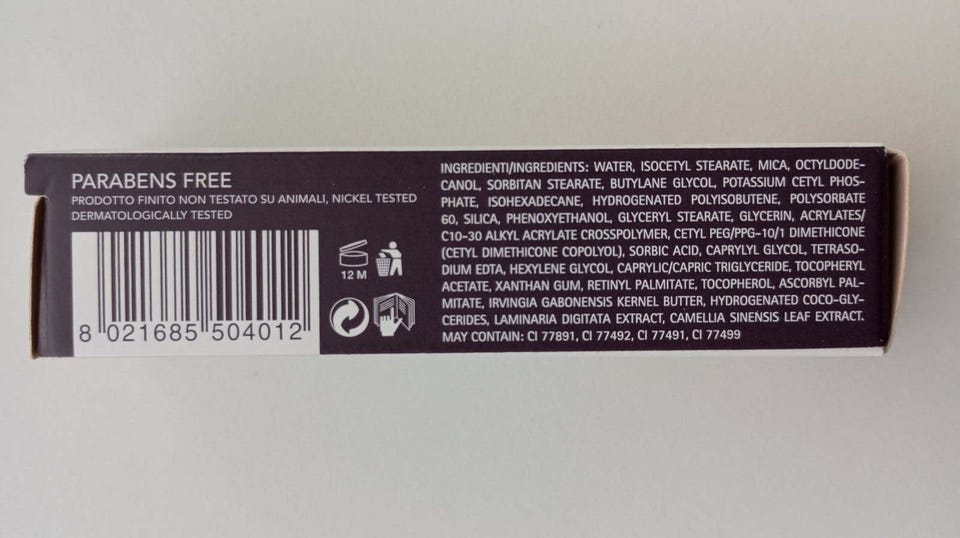 PARABENS FREE
PRODOTTO FINITO NON TESTATO SU ANIMALI, NICKEL TESTED
DERMATOLOGICALLY TESTED
12 M
8 021685 504012
INGREDIENTI/INGREDIENTS: WATER, ISOCETYL STEARATE, MICA, OCTYLDODE-
CANOL, SORBITAN STEARATE, BUTYLANE GLYCOL, POTASSIUM CETYL PHOS-
PHATE, ISOHEXADECANE, HYDROGENATED POLYISOBUTENE, POLYSORBATE
60, SILICA, PHENOXYETHANOL, GLYCERYL STEARATE, GLYCERIN, ACRYLATES/
C10-30 ALKYL ACRYLATE CROSSPOLYMER, CETYL PEG/PPG-10/1 DIMETHICONE
(CETYL DIMETHICONE COPOLYOL), SORBIC ACID, CAPRYLYL GLYCOL, TETRASO-
DIUM EDTA, HEXYLENE GLYCOL, CAPRYLIC/CAPRIC TRIGLYCERIDE, TOCOPHERYL
ACETATE, XANTHAN GUM, RETINYL PALMITATE, TOCOPHEROL, ASCORBYL PAL-
MITATE, IRVINGIA GABONENSIS KERNEL BUTTER, HYDROGENATED COCO-GLY-
CERIDES, LAMINARIA DIGITATA EXTRACT, CAMELLIA SINENSIS LEAF EXTRACT.
MAY CONTAIN: CI 77891, CI 77492, CI 77491, CI 77499